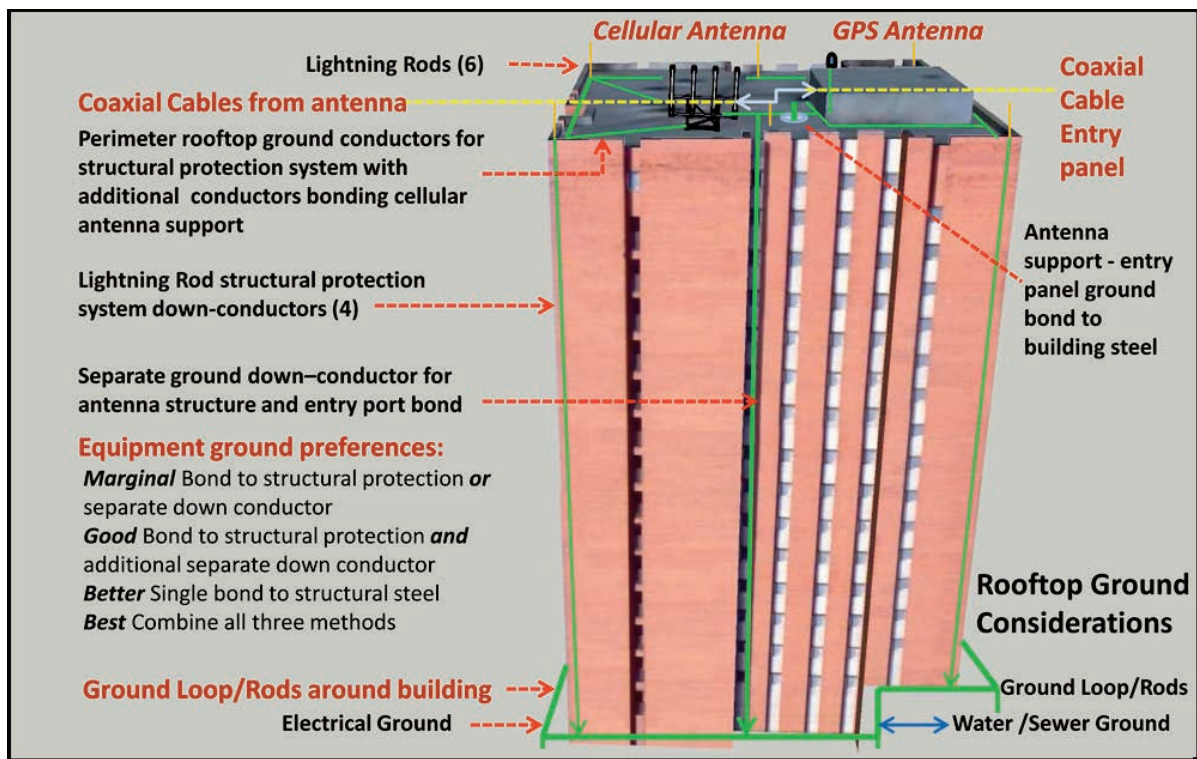 Cellular Antenna
GPS Antenna
Lightning Rods (6)
Coaxial Cables from antenna
Perimeter rooftop ground conductors for
structural protection system with
additional conductors bonding cellular
antenna support
Lightning Rod structural protection
system down-conductors (4)
Separate ground down–conductor for
antenna structure and entry port bond
Equipment ground preferences:
Marginal Bond to structural protection or
separate down conductor
Good Bond to structural protection and
additional separate down conductor
Better Single bond to structural steel
Best Combine all three methods
Ground Loop/Rods around building
Electrical Ground
Coaxial
Cable
Entry
panel
Antenna
support - entry
panel ground
bond to
building steel
Rooftop Ground
Considerations
Ground Loop/Rods
Water /Sewer Ground